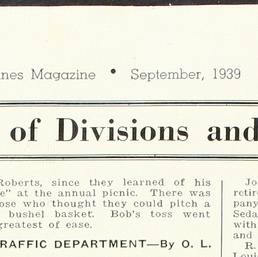 nes Magazine • September, 1939
of Divisions and
Roberts, since they learned of his
e" at the annual picnic. There was
ose who thought they could pitch a
bushel basket. Bob's toss went
greatest of ease.
RAFFIC DEPARTMENT—By O. L.
Jo
retire
pany
Seda
with
and
R.
Loui